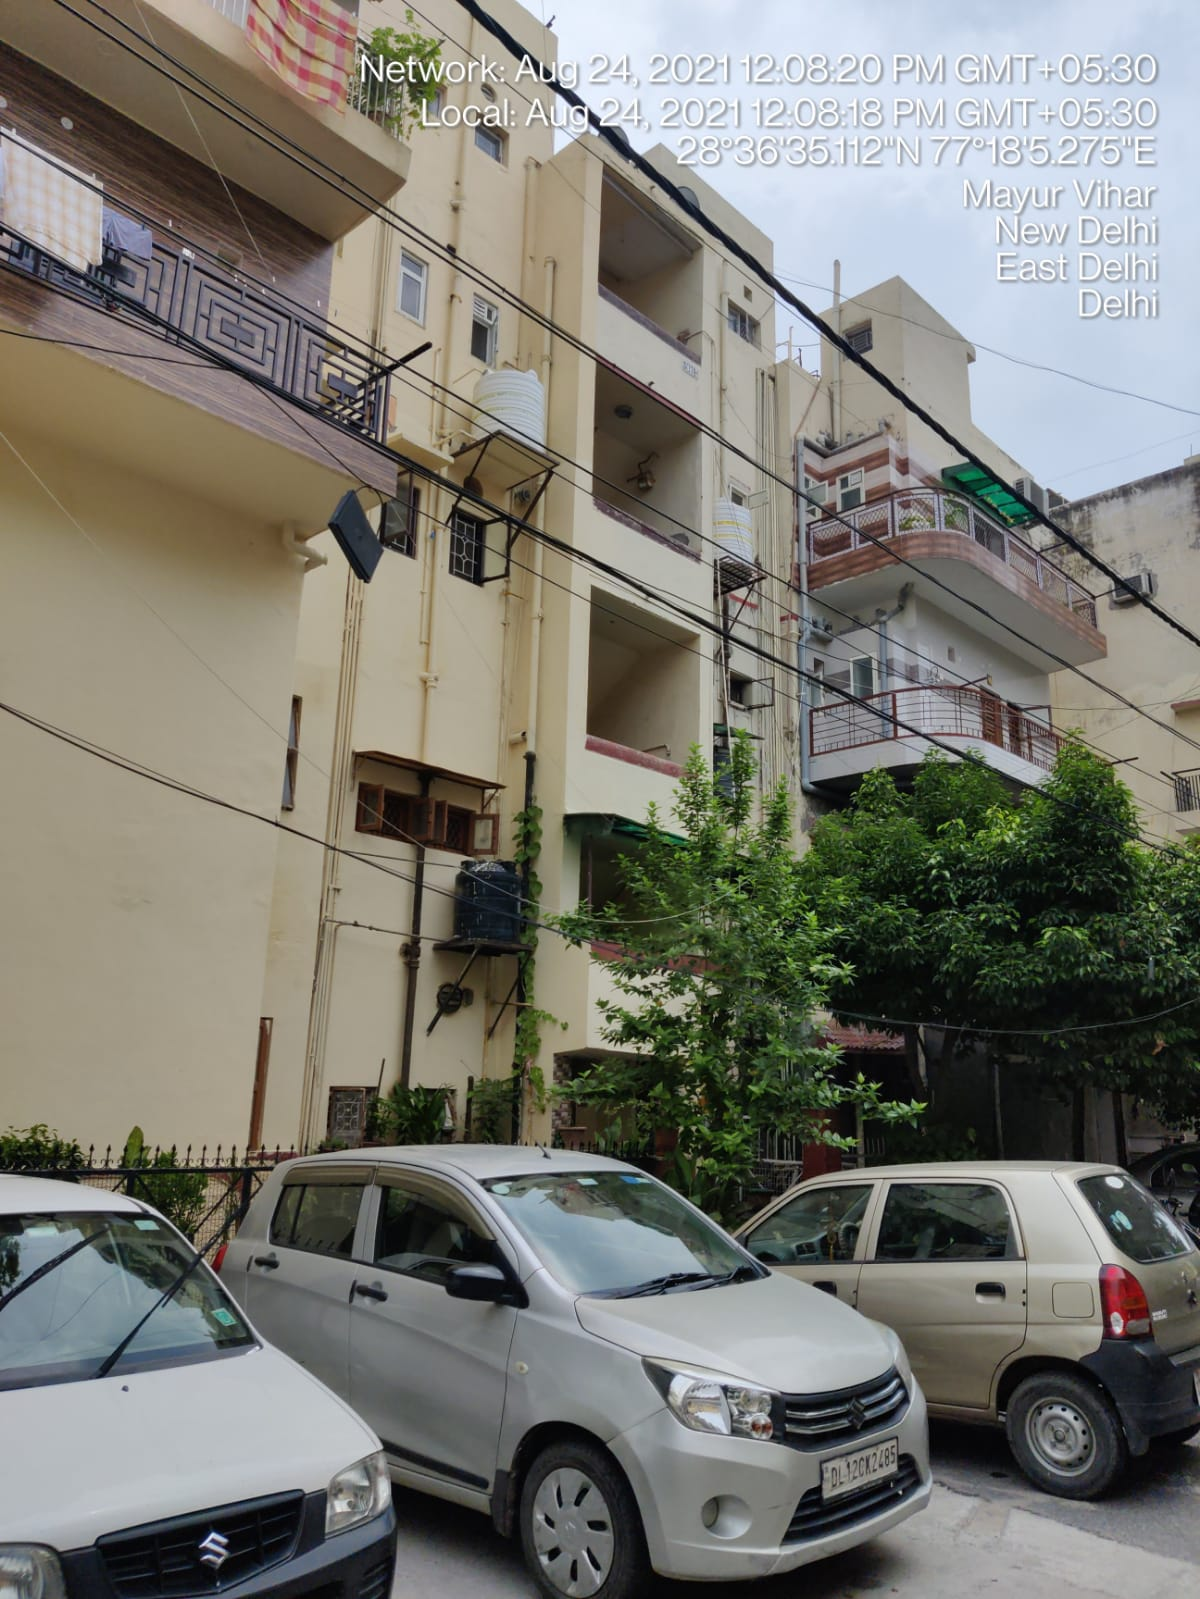 Network: Aug 24, 2021 12:08:20 PM GMT+05:30
Local: Aug 24, 2021 12:08:18 PM GMT+05:30
28°36'35.112"N 77°18'5.275"E
Mayur Vihar
New Delhi
East Delhi
Delhi
DL12CK2485